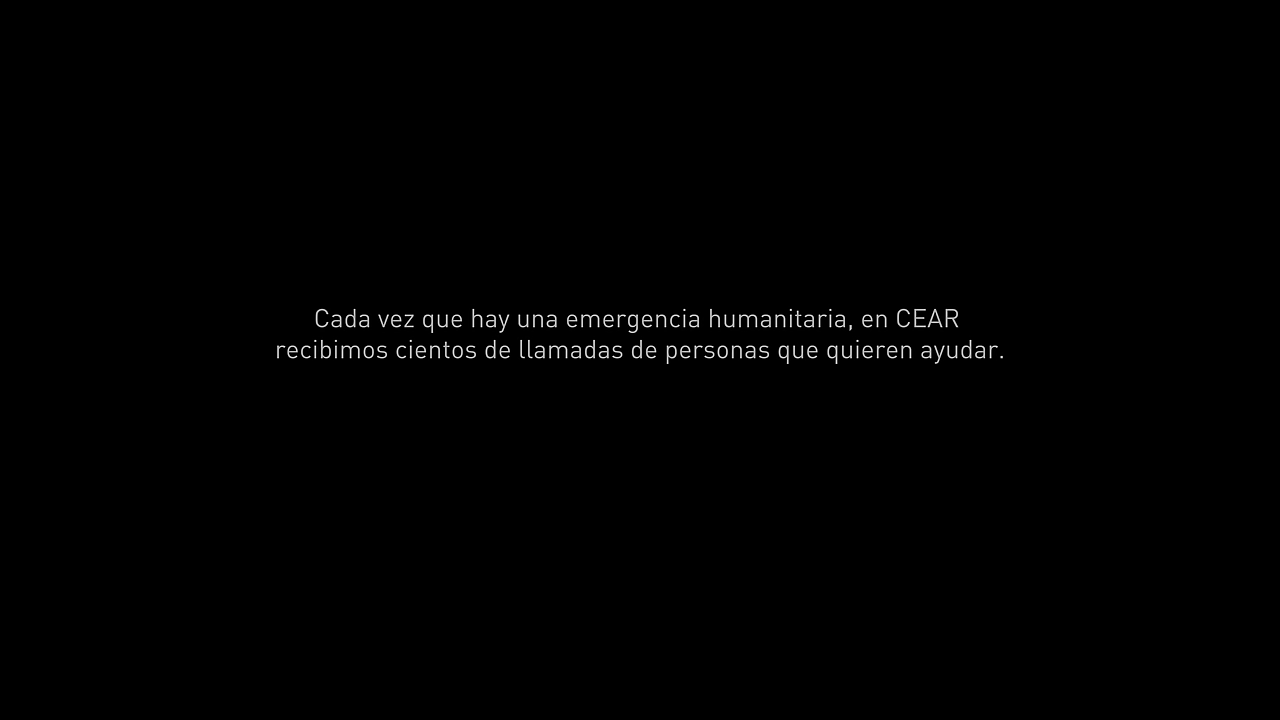 Cada vez que hay una emergencia humanitaria, en CEAR
recibimos cientos de llamadas de personas que quieren ayudar.